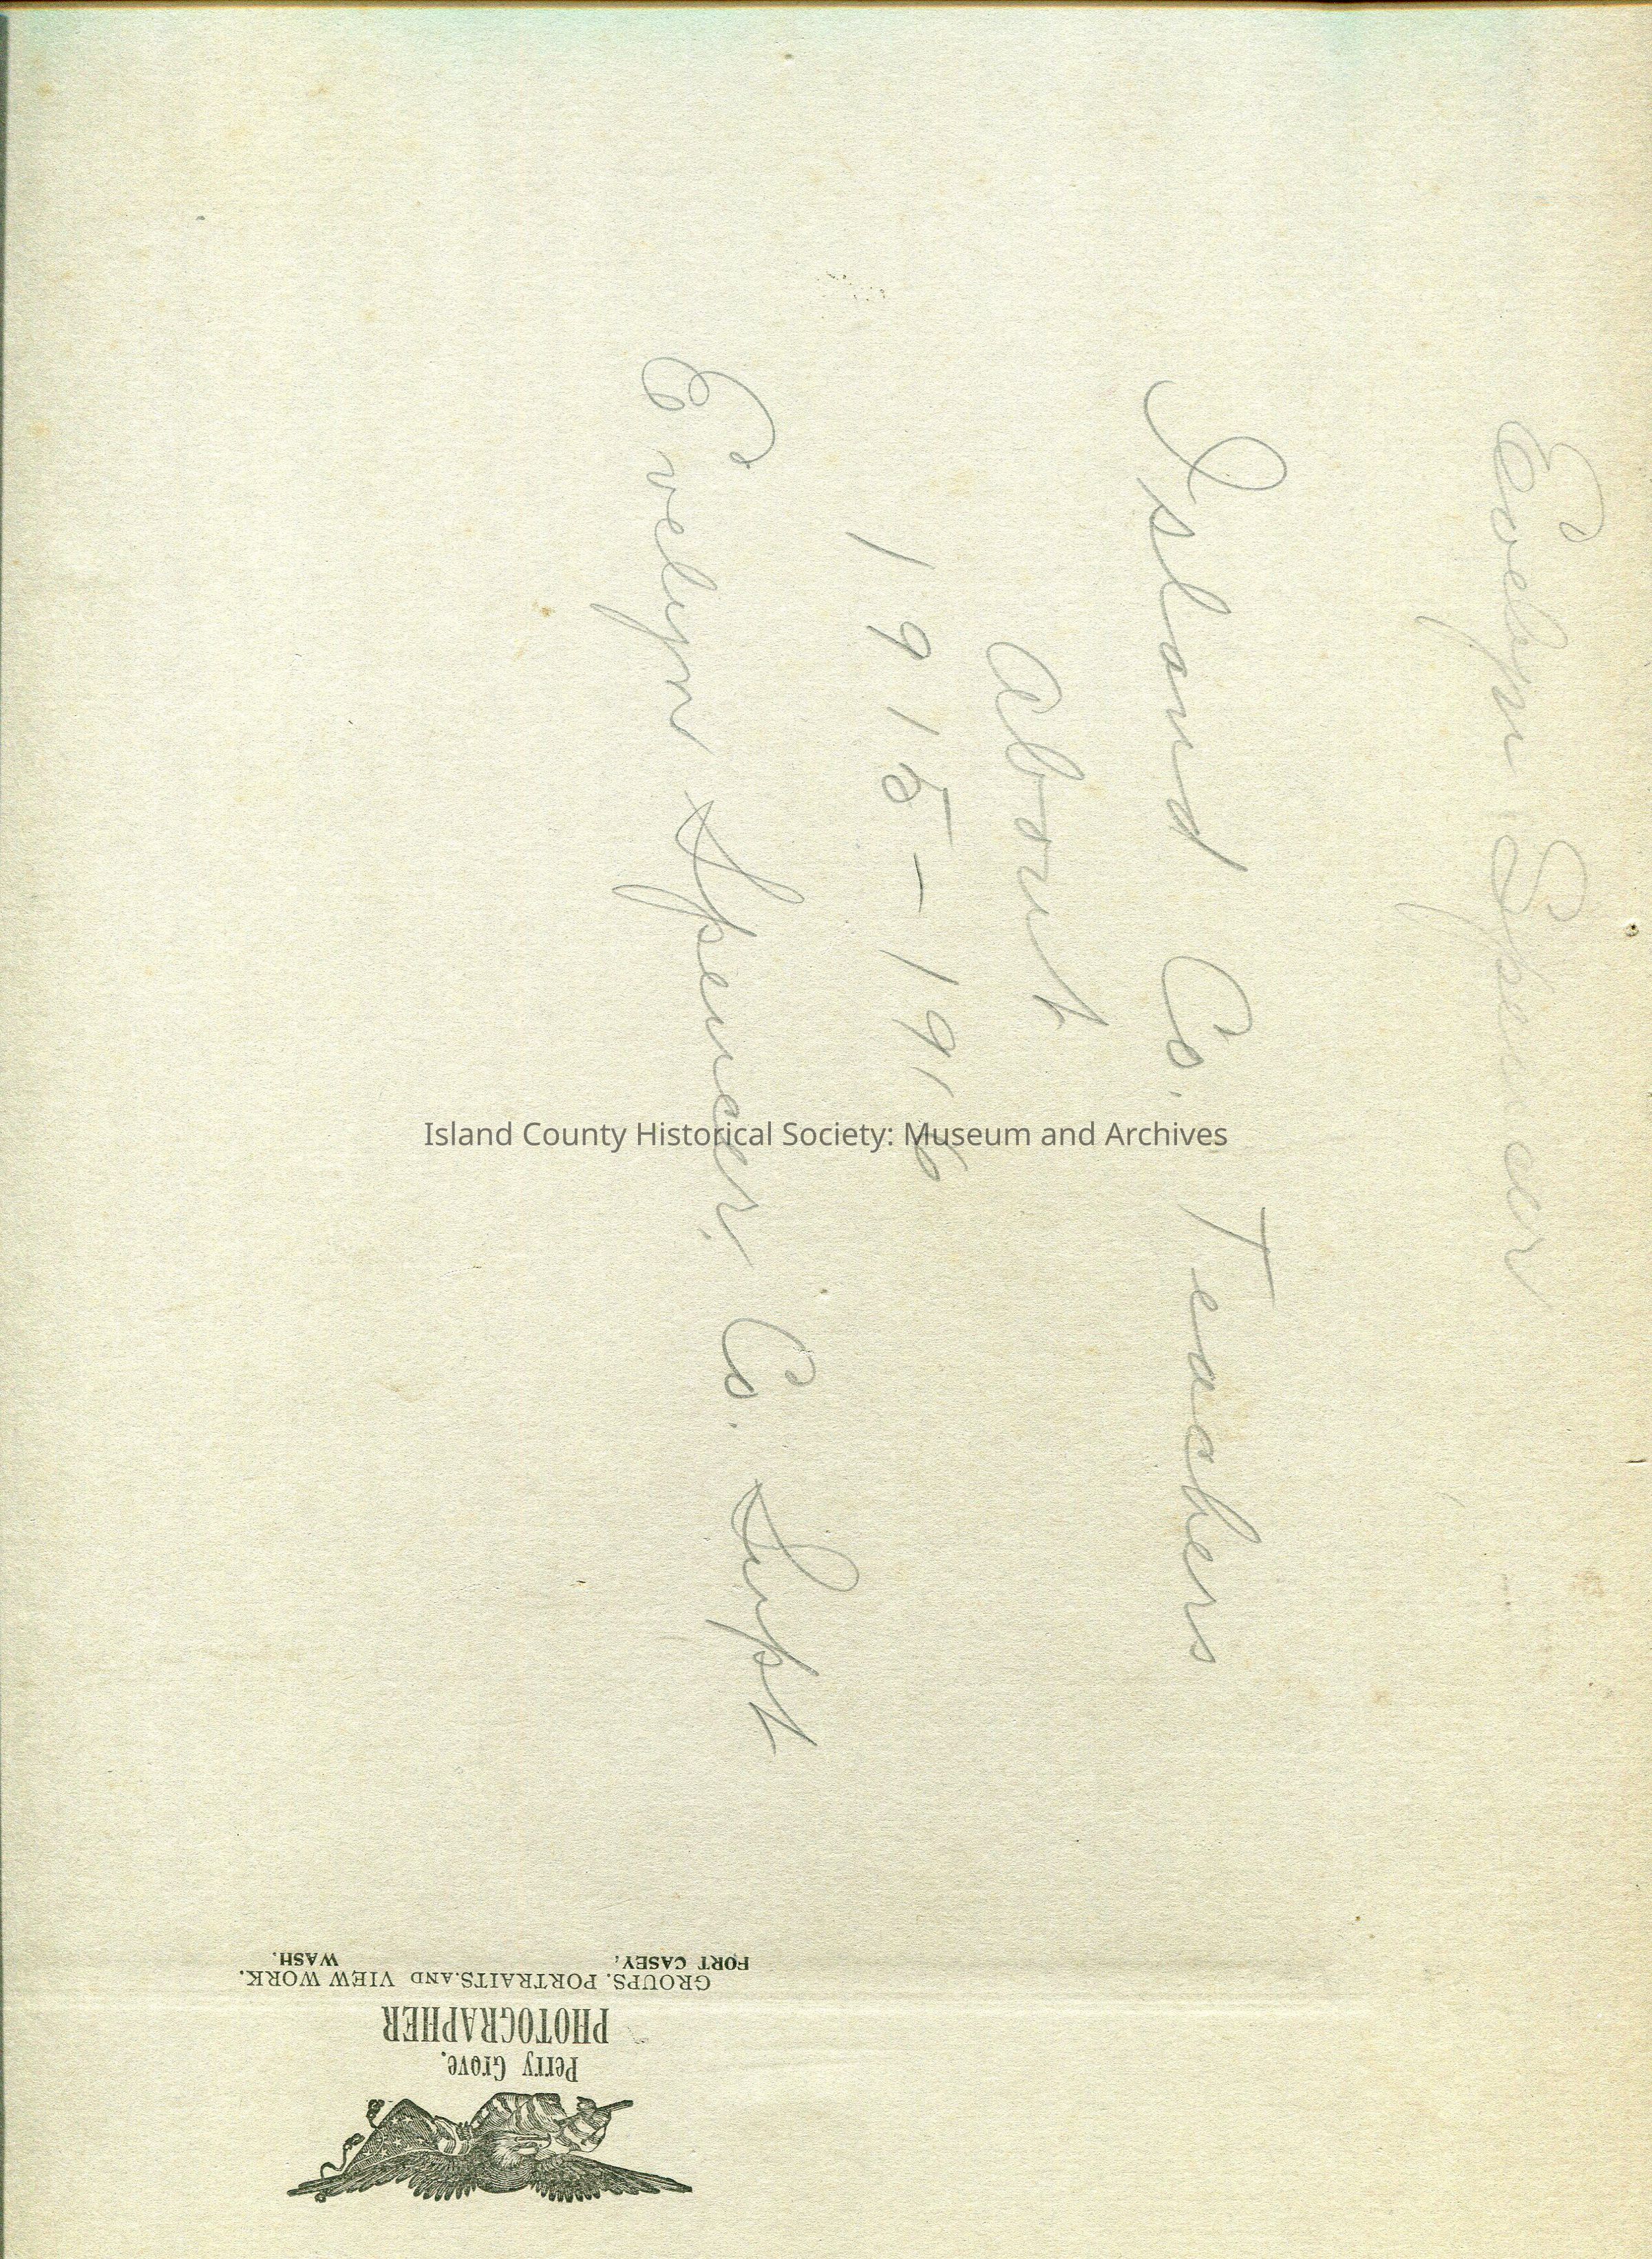 Evelyn Spencer
Island Co. Teachers
about
1915-1916
Evelyn Spencer, Co. Supt
Island County Historical Society: Museum and Archives
Perry Grove.
PHOTOGRAPHER
GROUPS. PORTRAITS. AND VIEW WORK.
FORT CASEY, WASH.